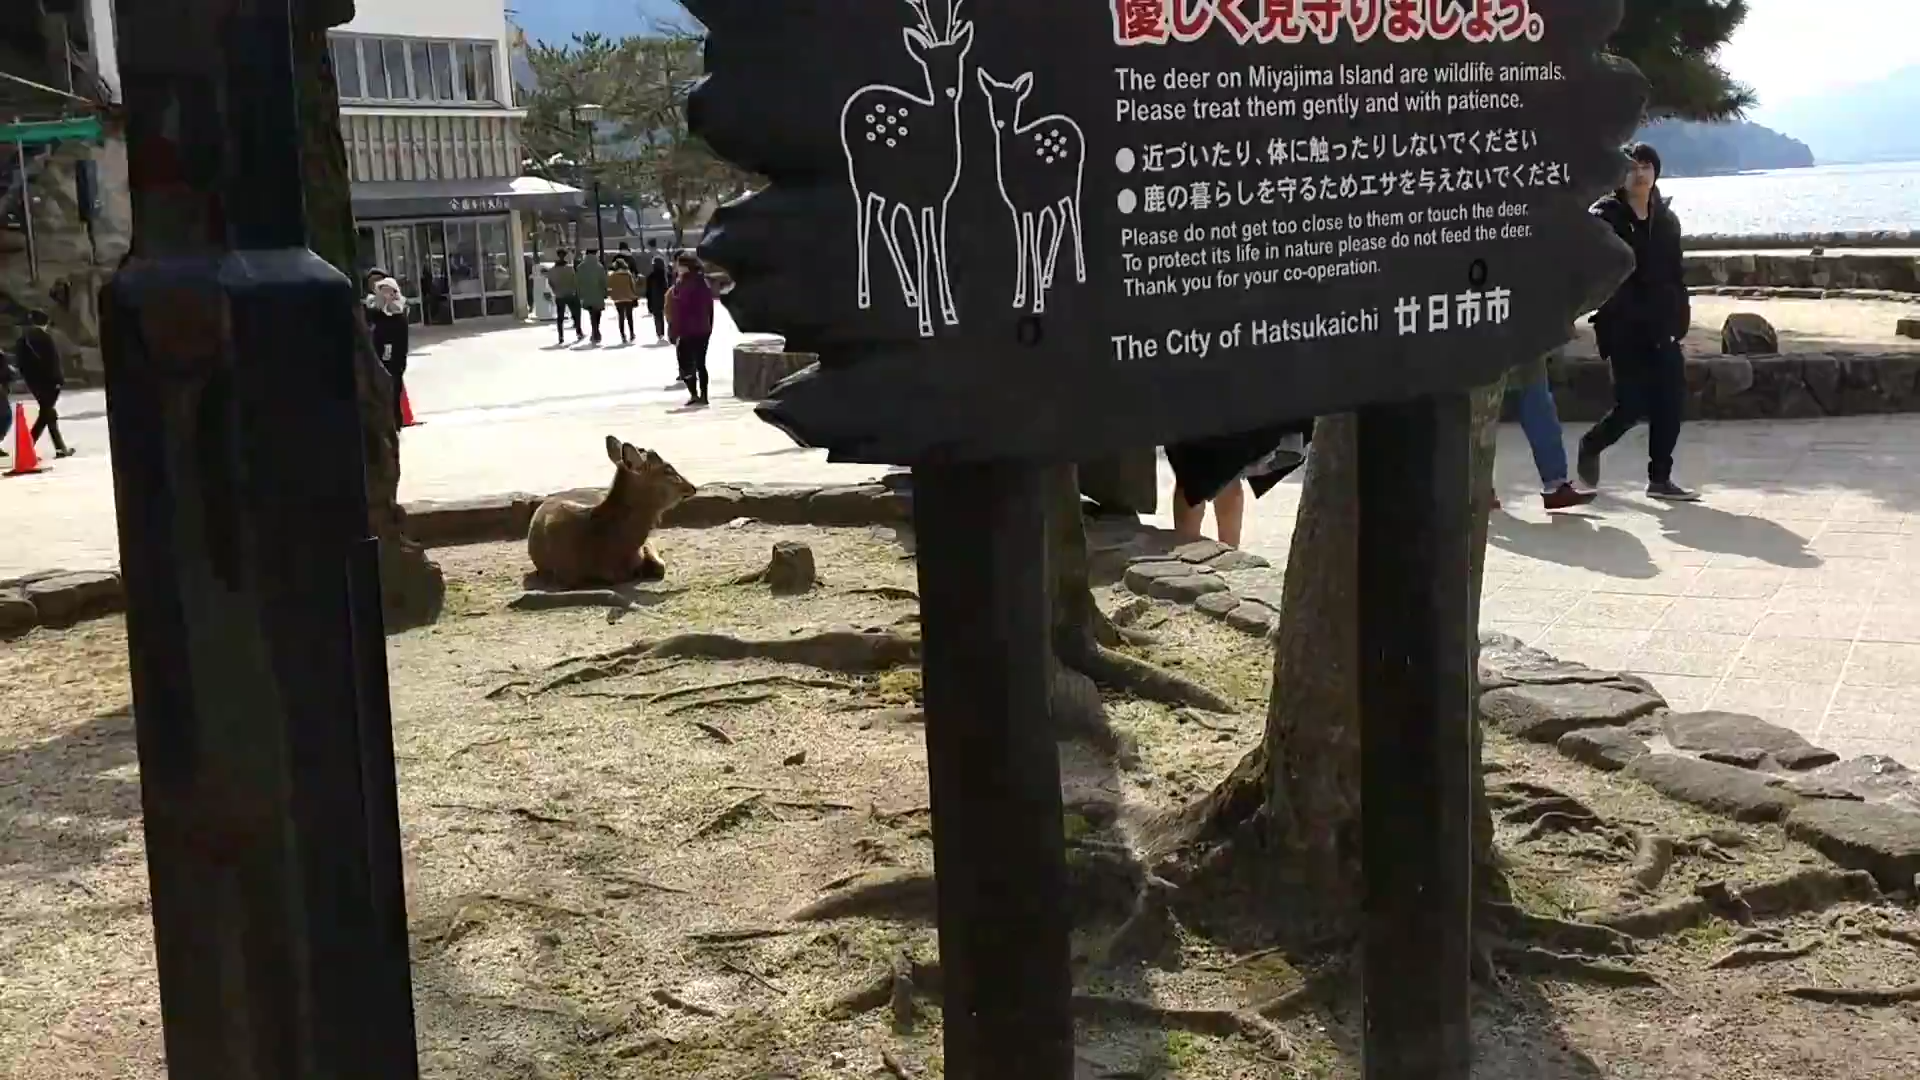 優しく見守りましょう。
The deer on Miyajima Island are wildlife animals.
Please treat them gently and with patience.
●近づいたり、体に触ったりしないでください
●鹿の暮らしを守るためエサを与えないでください
Please do not get too close to them or touch the deer.
To protect its life in nature please do not feed the deer.
Thank you for your co-operation.
The City of Hatsukaichi 廿日市市